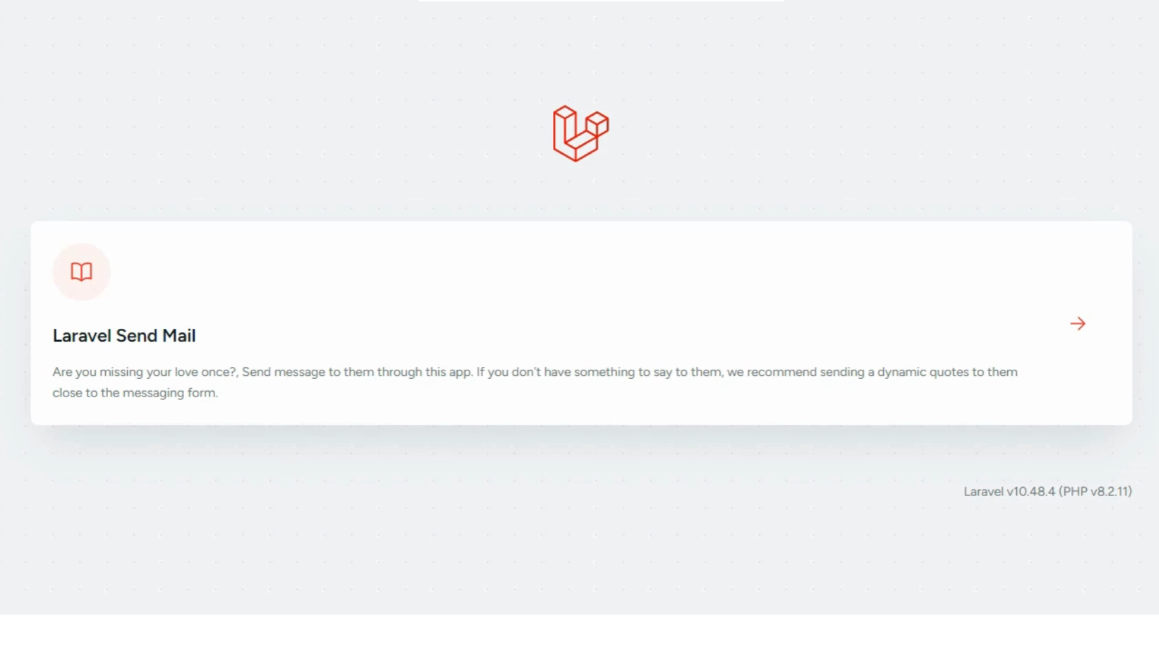 Laravel Send Mail
Are you missing your love once?, Send message to them through this app. If you don't have something to say to them, we recommend sending a dynamic quotes to them
close to the messaging form.
Laravel v10.48.4 (PHP v8.2.11)